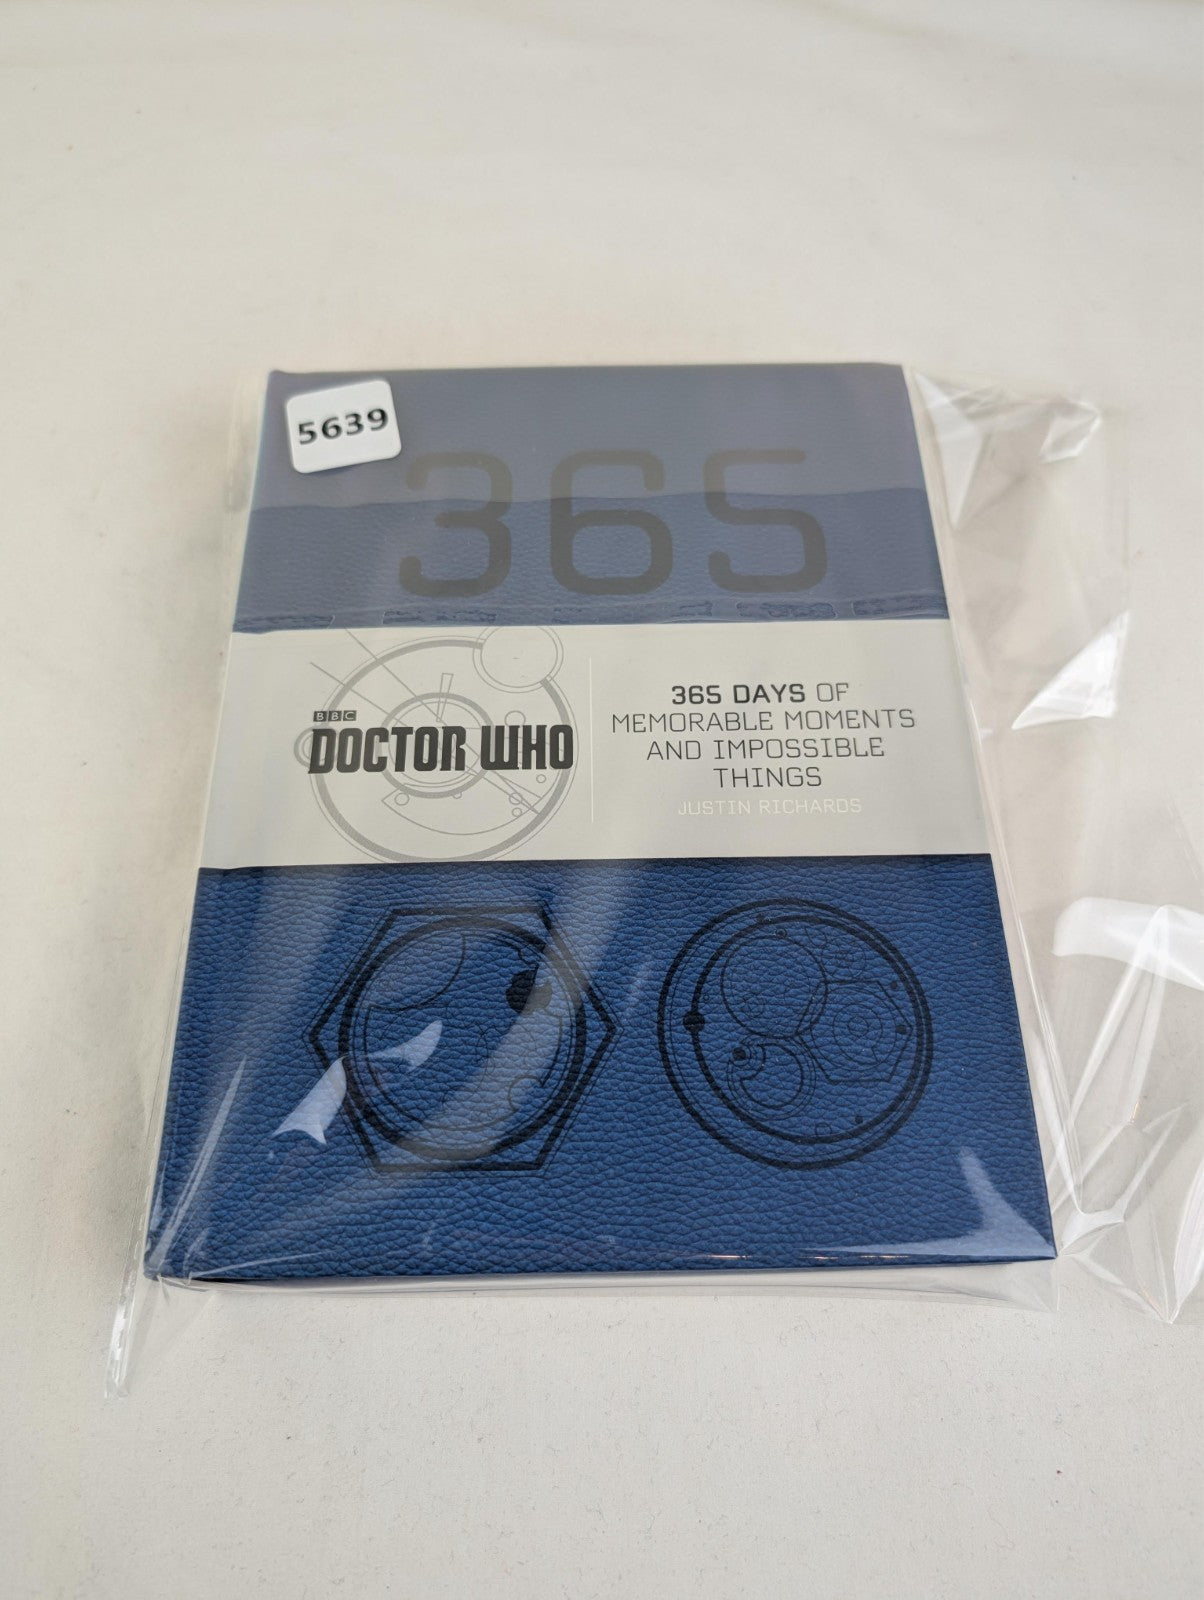 5639
365
BBC
DOCTOR WHO
365 DAYS OF
MEMORABLE MOMENTS
AND IMPOSSIBLE
THINGS
JUSTIN RICHARDS